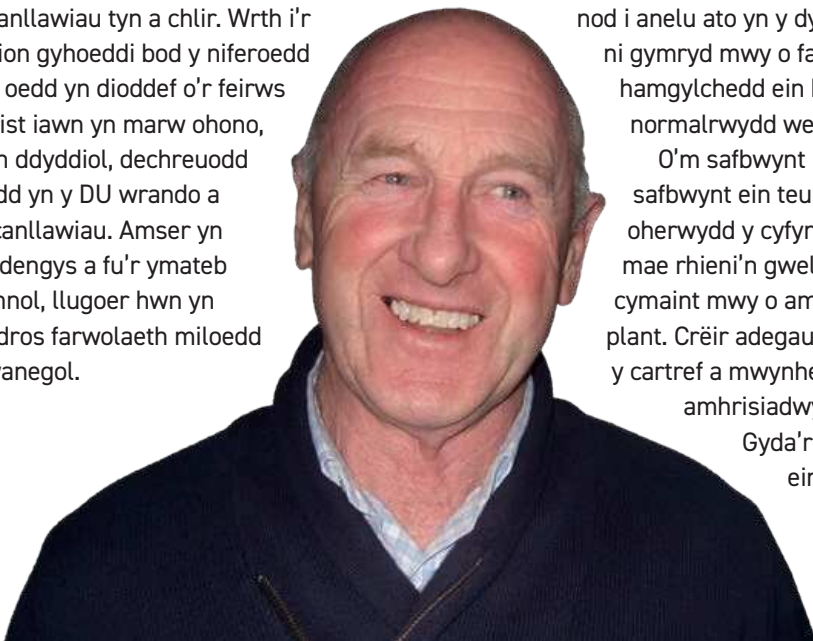 anllawiau tyn a chlir. Wrth i'r
ion gyhoeddi bod y niferoedd
oedd yn dioddef o'r feirws
ist iawn yn marw ohono,
ddyddiol, dechreuodd
dd yn y DU wrando a
canllawiau. Amser yn
dengys a fu'r ymateb
nnol, llugoer hwn yn
dros farwolaeth miloedd
anegol.
nod i anelu ato yn y dy
ni gymryd mwy o fa
hamgylchedd ein
normalrwydd we
O'm safbwynt
safbwynt ein teu
oherwydd y cyfyn
mae rhieni'n gwel
cymaint mwy o am
plant. Crëir adegau
y cartref a mwynhe
amhrisiadwy
Gyda'r
ein